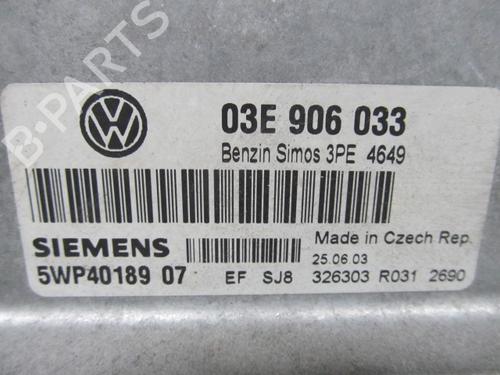 B-PARTS
03E 906 033
Benzin Simos 3PE 4649
SIEMENS
Made in Czech Rep.
25.06.03
5WP40189 07 EF SJ8 326303 R031 2690